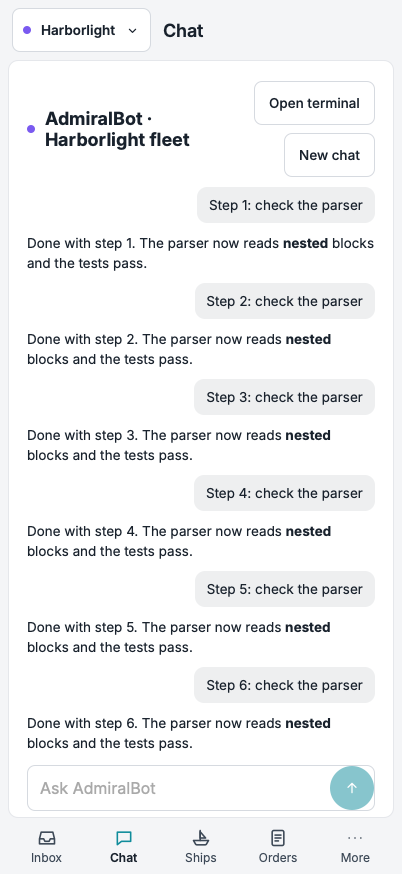 Harborlight
Chat
AdmiralBot ·
Harborlight fleet
Open terminal
New chat
Step 1: check the parser
Done with step 1. The parser now reads nested blocks
and the tests pass.
Step 2: check the parser
Done with step 2. The parser now reads nested
blocks and the tests pass.
Step 3: check the parser
Done with step 3. The parser now reads nested
blocks and the tests pass.
Step 4: check the parser
Done with step 4. The parser now reads nested
blocks and the tests pass.
Step 5: check the parser
Done with step 5. The parser now reads nested
blocks and the tests pass.
Step 6: check the parser
Done with step 6. The parser now reads nested
blocks and the tests pass.
Ask AdmiralBot
Inbox
Chat
Ships
Orders
More